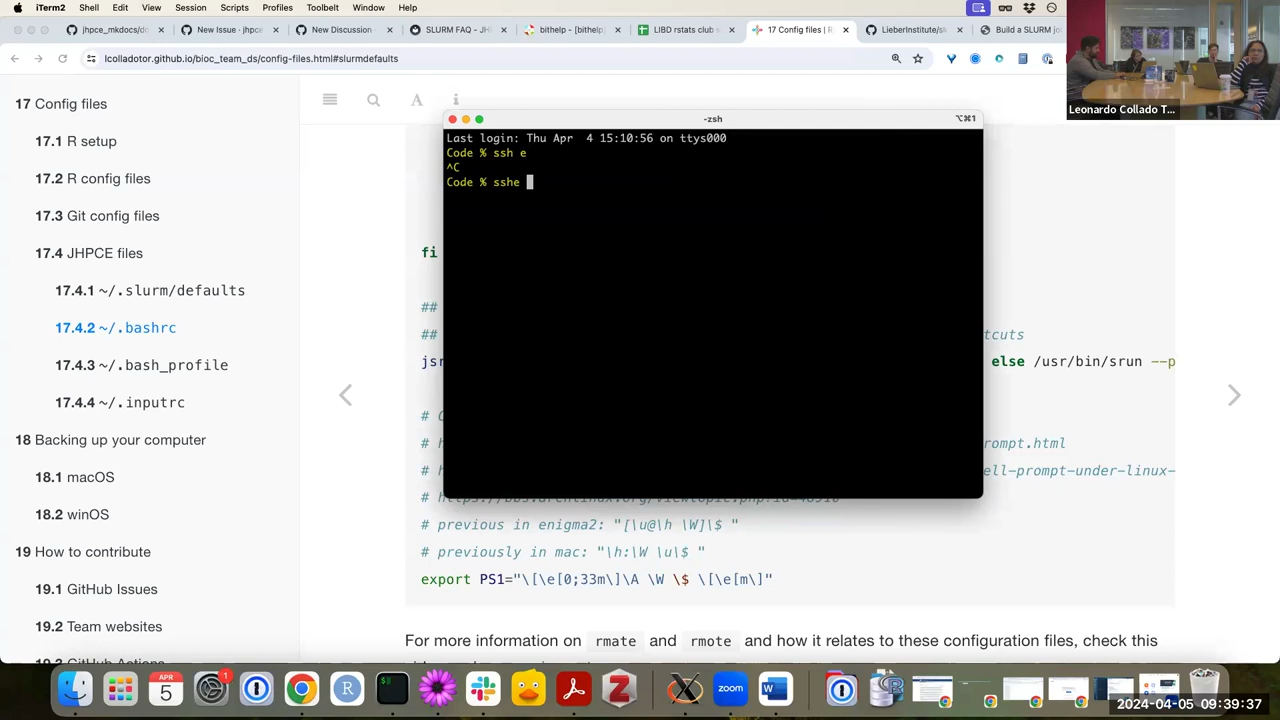 iTerm2 Shell Edit View Session Scripts Profiles Toolbelt Window Help
jhpce_mkdocs/dc
New Issue · jhpce
New Discussion
SLURM FAQ - JH
bithelp - [bithelp
LIBD rstats club
17 Config files | R
LieberInstitute/sl
Build a SLURM jo
lcolladotor.github.io/bioc_team_ds/config-files.html#slurmdefaults
Leonardo Collado T...
17 Config files
17.1 R setup
17.2 R config files
17.3 Git config files
17.4 JHPCE files
17.4.1 ~/.slurm/defaults
17.4.2 ~/.bashrc
17.4.3 ~/.bash_profile
17.4.4 ~/.inputrc
18 Backing up your computer
18.1 macOS
18.2 winOS
19 How to contribute
19.1 GitHub Issues
19.2 Team websites
19.3 GitHub Actions
-zsh
⌥⌘1
Last login: Thu Apr 4 15:10:56 on ttys000
Code % ssh e
^C
Code % sshe
fi
##
## tcuts
jsr else /usr/bin/srun --p
#
# h rompt.html
# h ell-prompt-under-linux-
# previous in enigma2: "[\u@\h \W]\$ "
# previously in mac: "\h:\W \u\$ "
export PS1="\[\e[0;33m\]\A \W \$ \[\e[m\]"
For more information on rmate and rmote and how it relates to these configuration files, check this
APR
5
1
zoom
2024-04-05 09:39:37